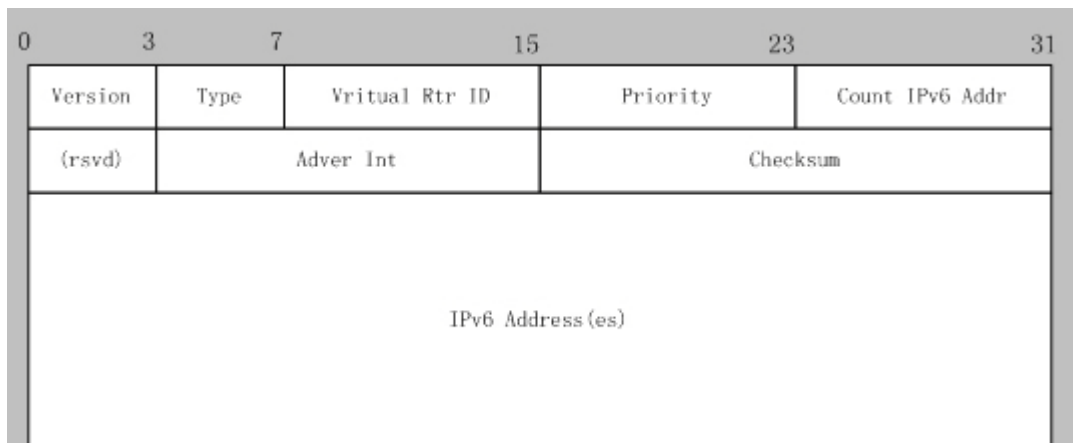 0 3 7 15 23 31
Version Type Vritual Rtr ID Priority Count IPv6 Addr
(rsvd) Adver Int Checksum
IPv6 Address(es)